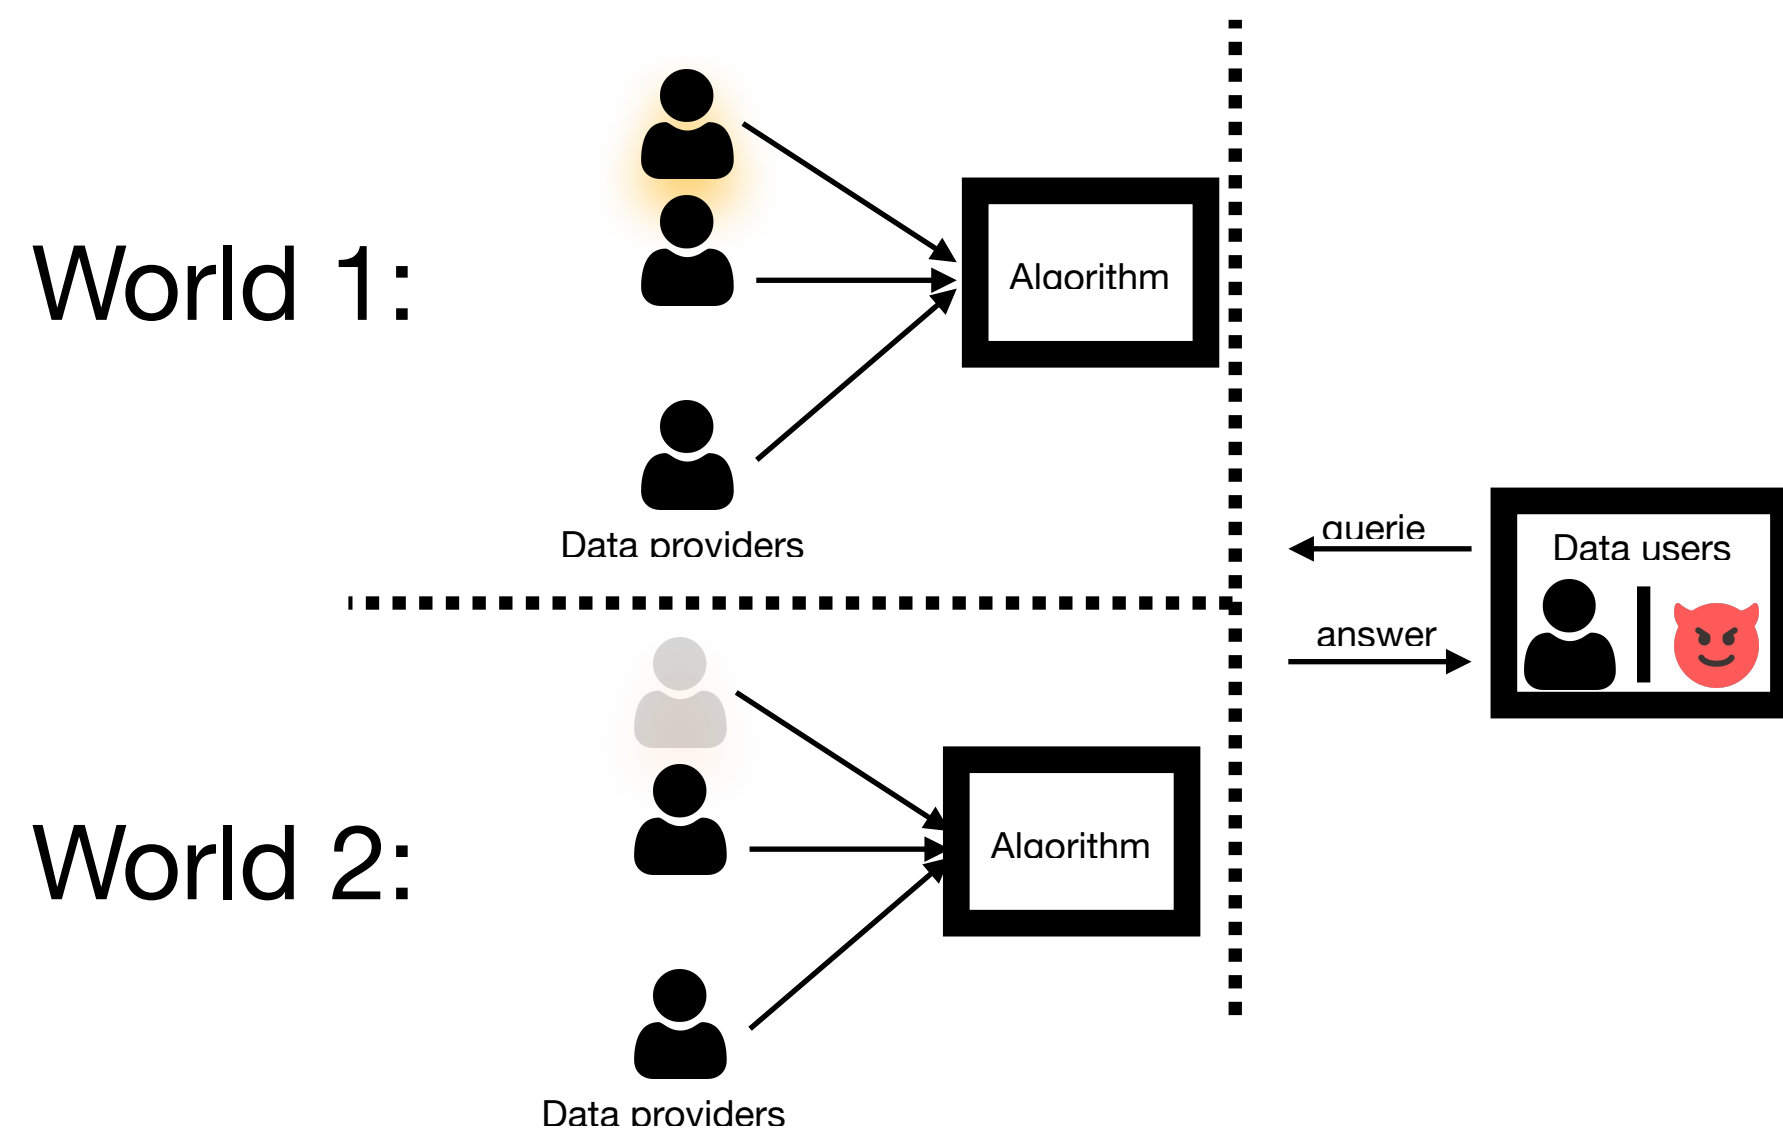 World 1:
Algorithm
Data providers
querie
Data users
answer
World 2:
Algorithm
Data providers